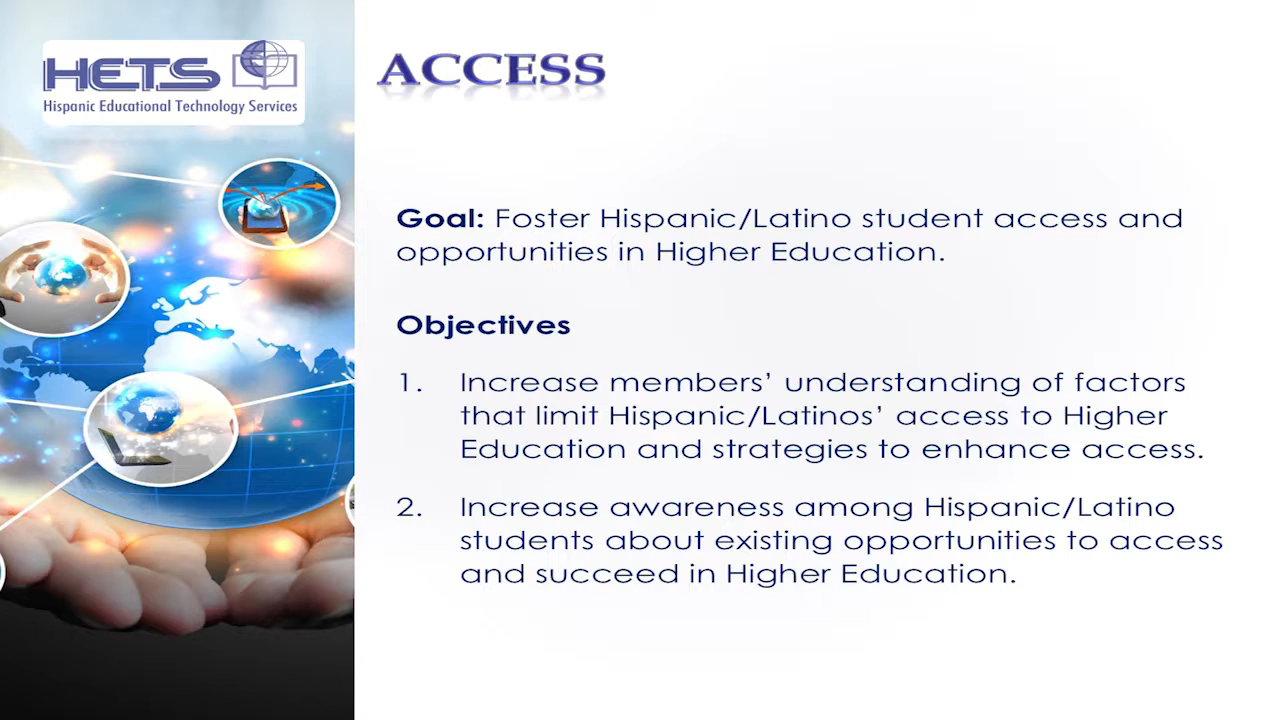 HETS
Hispanic Educational Technology Services
ACCESS
Goal: Foster Hispanic/Latino student access and
opportunities in Higher Education.
Objectives
1. Increase members’ understanding of factors
that limit Hispanic/Latinos’ access to Higher
Education and strategies to enhance access.
2. Increase awareness among Hispanic/Latino
students about existing opportunities to access
and succeed in Higher Education.